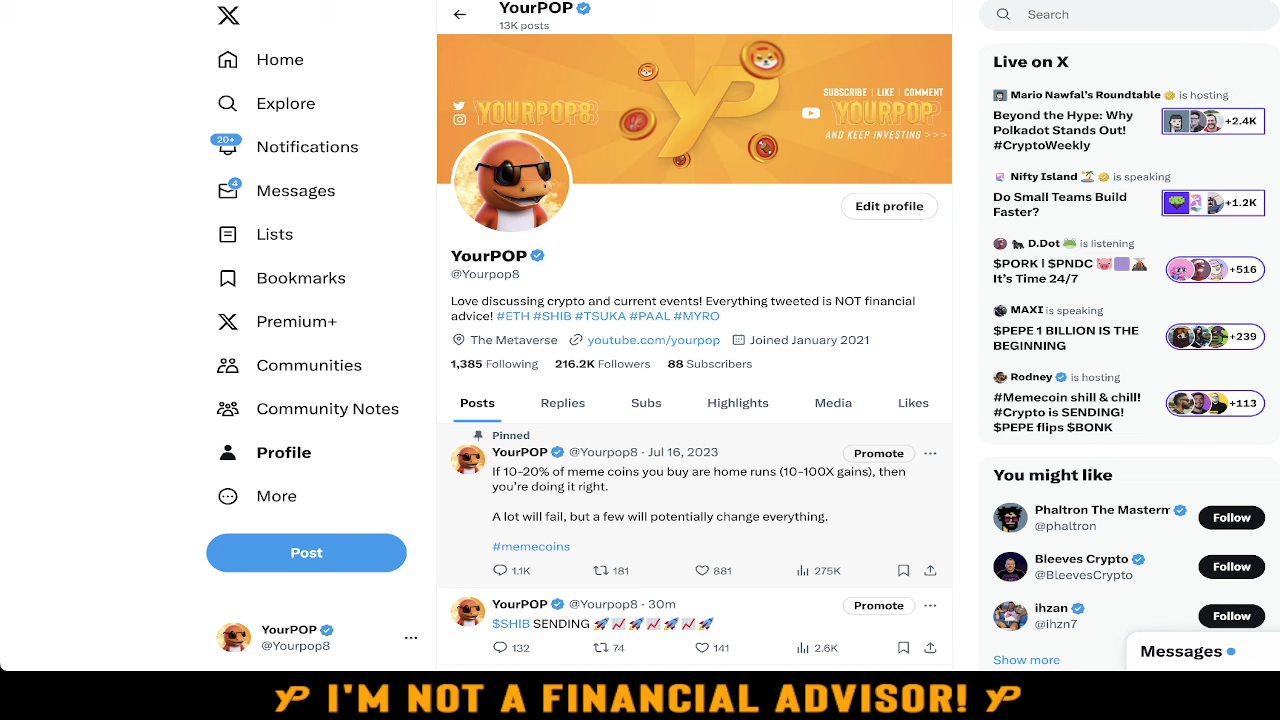 Home
Explore
20+
Notifications
4
Messages
Lists
Bookmarks
Premium+
Communities
Community Notes
Profile
More
Post
YourPOP
@Yourpop8
YourPOP
13K posts
YOURPOP8
YP
SUBSCRIBE | LIKE | COMMENT
YOURPOP
AND KEEP INVESTING >>>
Edit profile
YourPOP
@Yourpop8
Love discussing crypto and current events! Everything tweeted is NOT financial
advice! #ETH #SHIB #TSUKA #PAAL #MYRO
The Metaverse youtube.com/yourpop Joined January 2021
1,385 Following 216.2K Followers 88 Subscribers
Posts Replies Subs Highlights Media Likes
Pinned
YourPOP @Yourpop8 · Jul 16, 2023 Promote
If 10-20% of meme coins you buy are home runs (10-100X gains), then
you're doing it right.
A lot will fail, but a few will potentially change everything.
#memecoins
1.1K 181 881 275K
YourPOP @Yourpop8 · 30m Promote
$SHIB SENDING 🚀📈🚀📈🚀📈🚀
132 74 141 2.6K
Search
Live on X
Mario Nawfal's Roundtable is hosting
Beyond the Hype: Why
Polkadot Stands Out!
#CryptoWeekly
+2.4K
Nifty Island 🏝️ is speaking
Do Small Teams Build
Faster?
+1.2K
🦍 D.Dot 🐸 is listening
$PORK | $PNDC 🐷🟪🌋
It's Time 24/7
+516
MAXI is speaking
$PEPE 1 BILLION IS THE
BEGINNING
+239
Rodney is hosting
#Memecoin shill & chill!
#Crypto is SENDING!
$PEPE flips $BONK
+113
You might like
Phaltron The Masterm
@phaltron
Follow
Bleeves Crypto
@BleevesCrypto
Follow
ihzan
@ihzn7
Follow
Show more
Messages
YP I'M NOT A FINANCIAL ADVISOR! YP